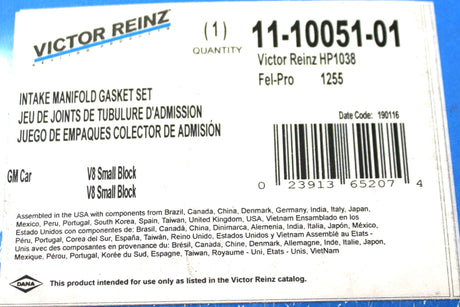 VICTOR REINZ
(1)
QUANTITY
11-10051-01
Victor Reinz HP1038
Fel-Pro 1255
INTAKE MANIFOLD GASKET SET
JEU DE JOINTS DE TUBULURE D'ADMISSION
JUEGO DE EMPAQUES COLECTOR DE ADMISIÓN
Date Code: 190116
GM Car V8 Small Block
V8 Small Block
0 23913 65207 4
Assembled in the USA with components from Brazil, Canada, China, Denmark, Germany, India, Italy, Japan,
Mexico, Peru, Portugal, South Korea, Spain, Taiwan, United Kingdom, USA, Vietnam Ensamblado en los
Estados Unidos con componentes de: Brasil, Canadá, China, Dinimarca, Alemenia, India, Italia, Japón, México,
Péru, Portugal, Corea del Sur, España, Taiwán, Reino Unido, Estados Unidos y Vietnam Assemblé au Etats -
Unis avec des composantes en provenance du: Brésil, Canada, Chine, Denmark, Allemagne, Inde, Italie, Japon,
Mexique, Pérou, Portugal, Korée du Sud, Espagne, Taiwan, Royaume - Uni, Etats - Unis, VietNam
DANA
This product intended for use only as listed in the Victor Reinz catalog.